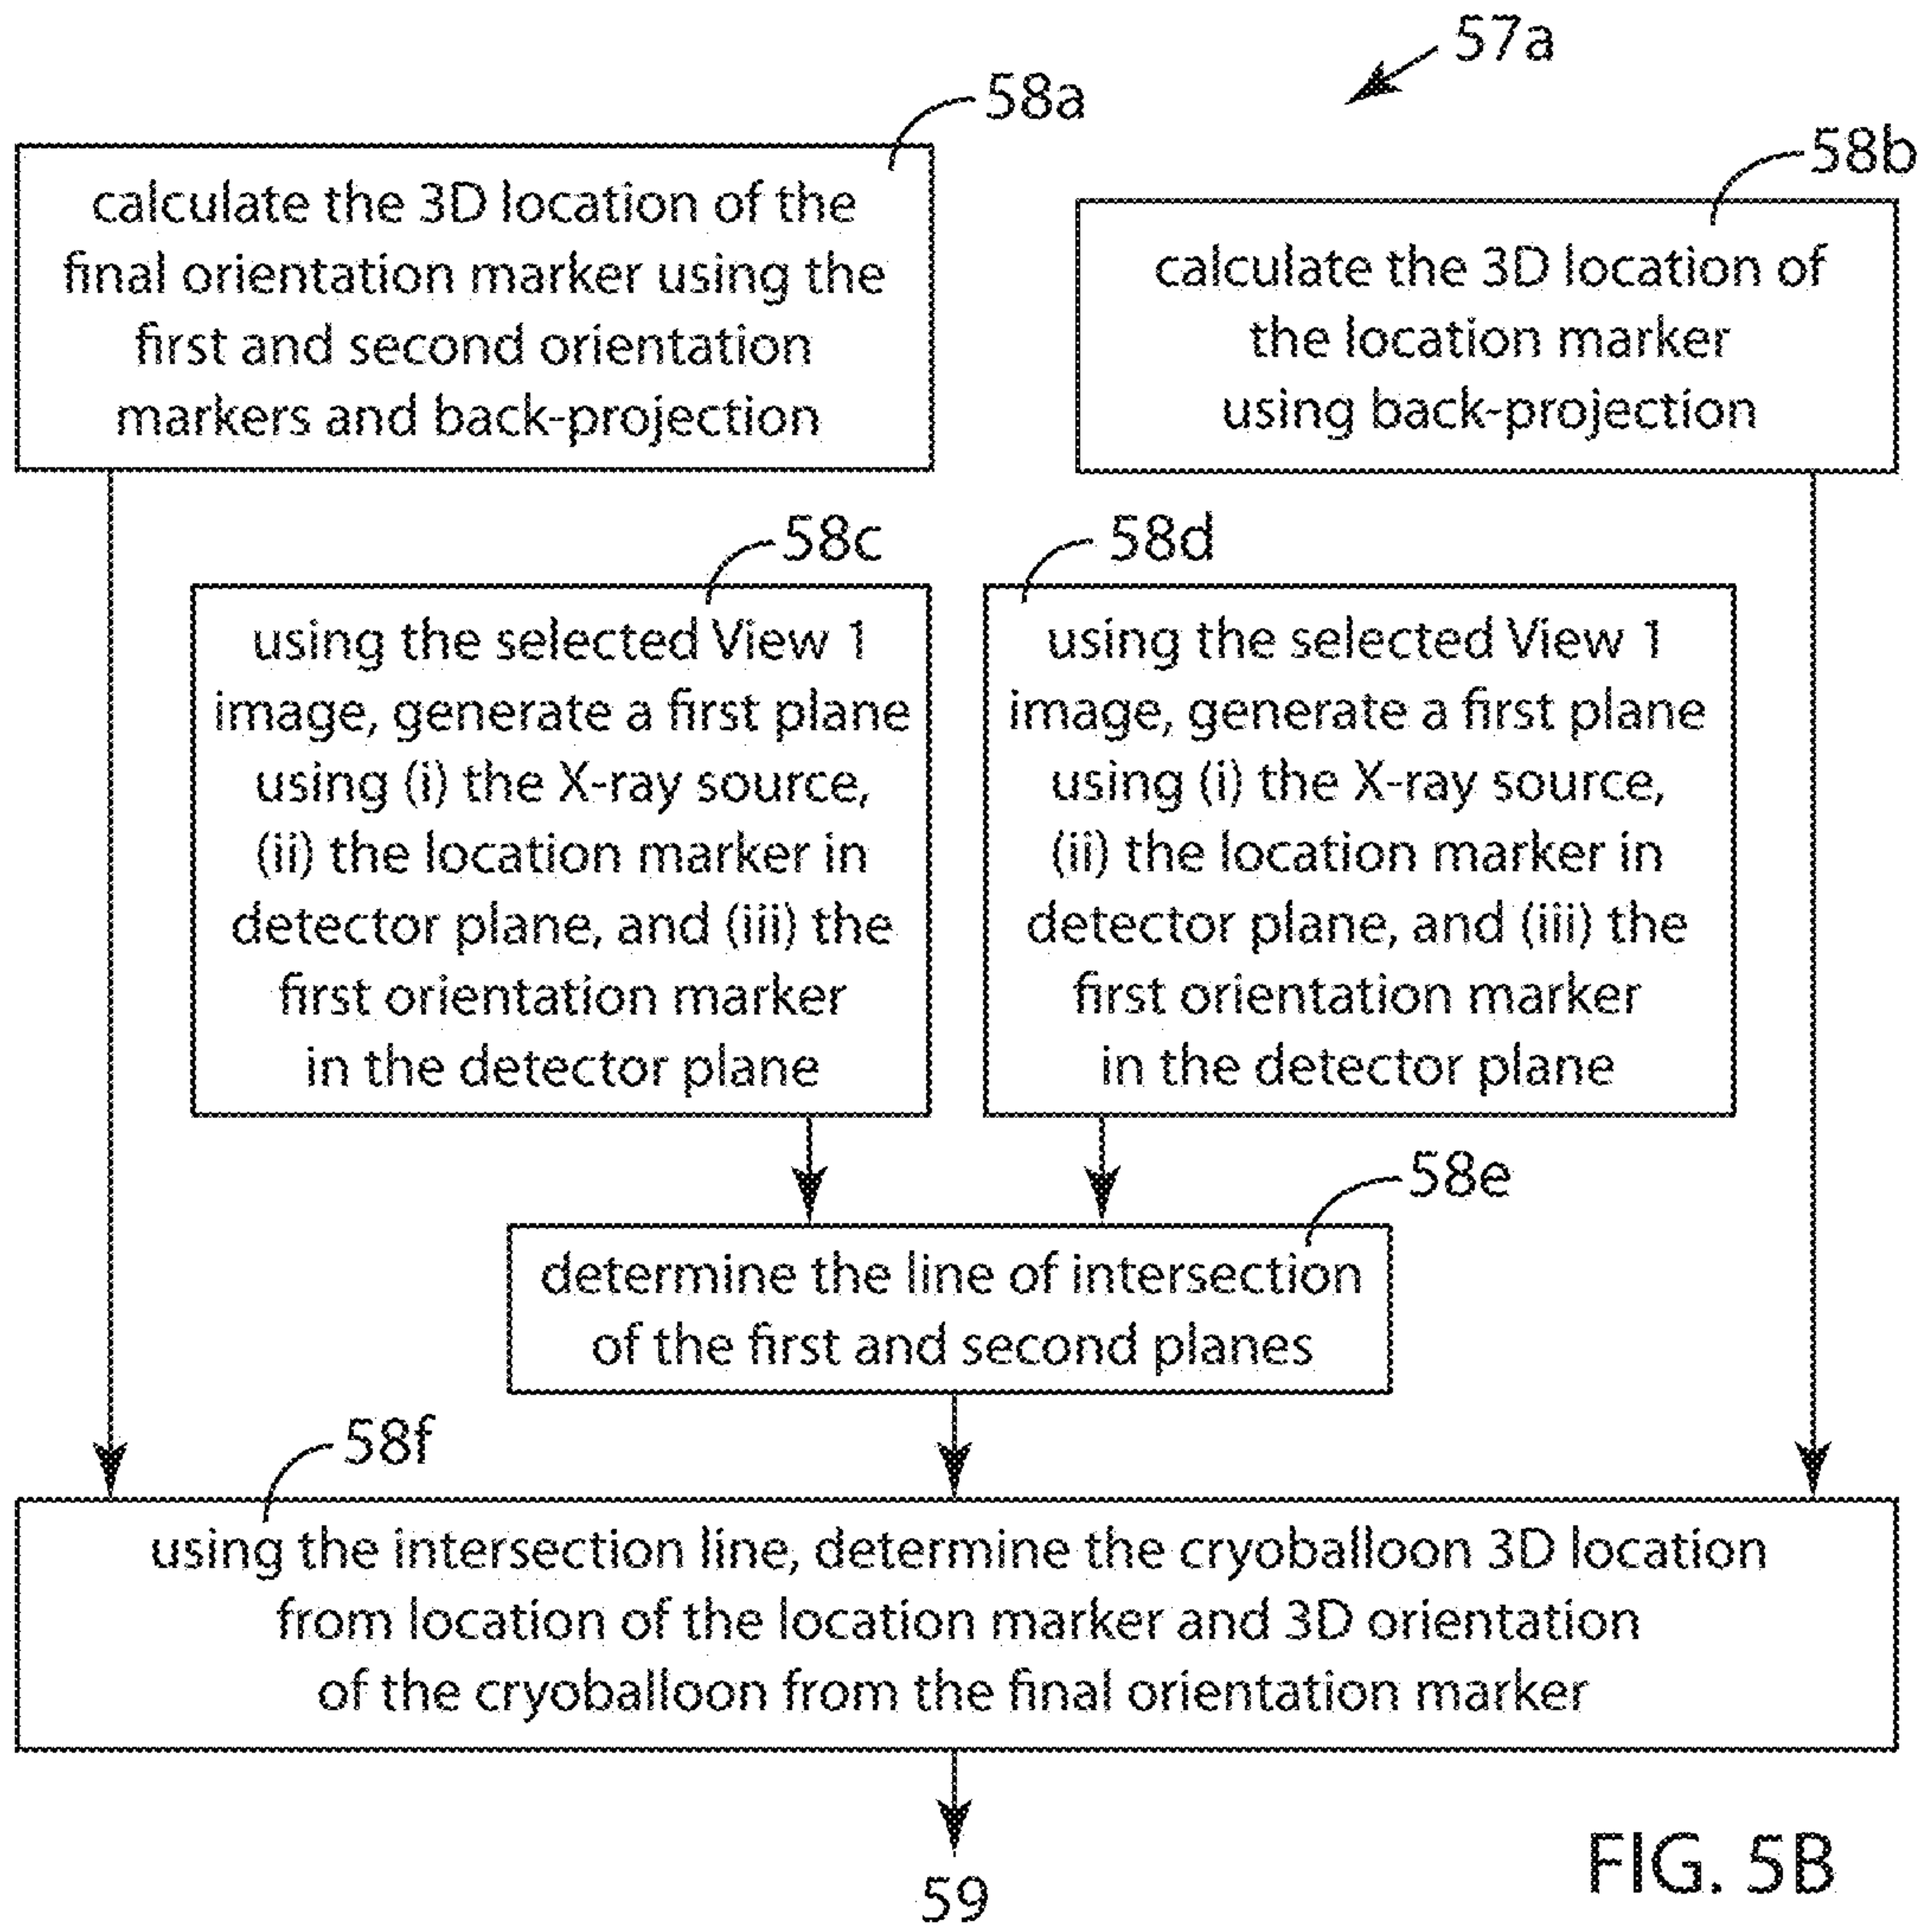 57a
58a
calculate the 3D location of the
final orientation marker using the
first and second orientation
markers and back-projection
58b
calculate the 3D location of
the location marker
using back-projection
58c
using the selected View 1
image, generate a first plane
using (i) the X-ray source,
(ii) the location marker in
detector plane, and (iii) the
first orientation marker
in the detector plane
58d
using the selected View 1
image, generate a first plane
using (i) the X-ray source,
(ii) the location marker in
detector plane, and (iii) the
first orientation marker
in the detector plane
58e
determine the line of intersection
of the first and second planes
58f
using the intersection line, determine the cryoballoon 3D location
from location of the location marker and 3D orientation
of the cryoballoon from the final orientation marker
59
FIG. 5B